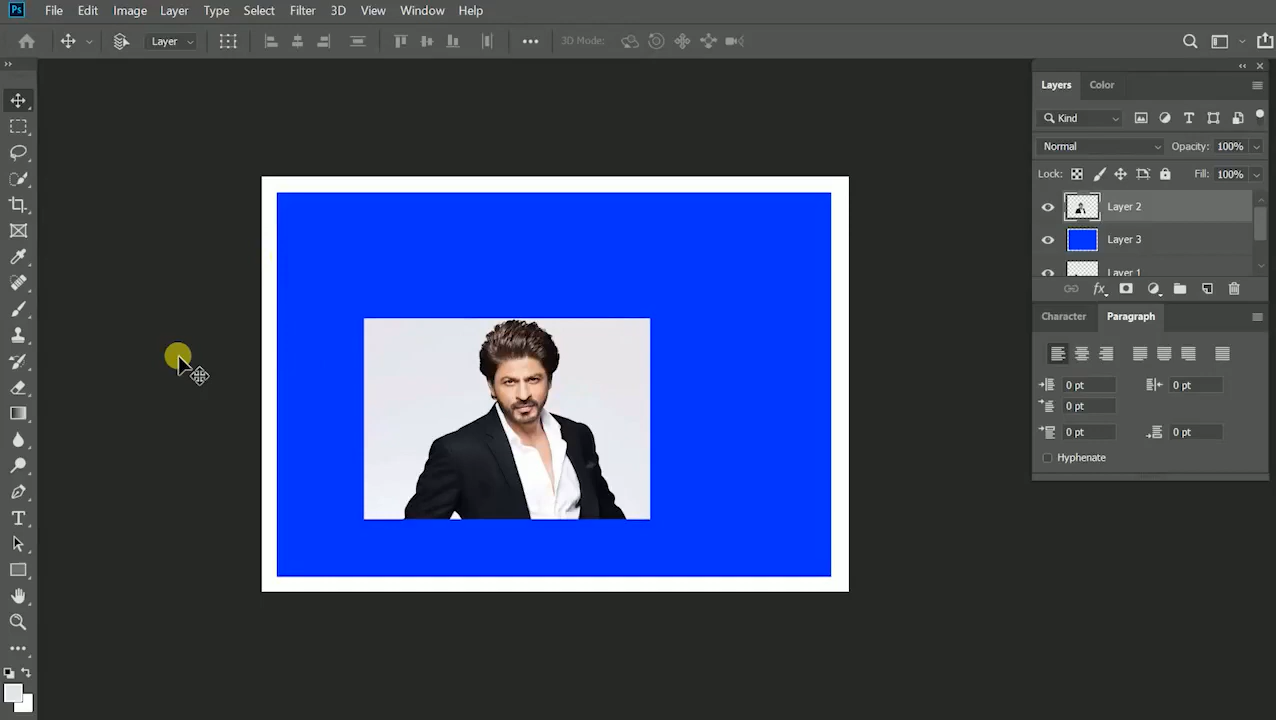 Ps File Edit Image Layer Type Select Filter 3D View Window Help
Layer 3D Mode:
Layers Color
Kind
Normal Opacity: 100%
Lock: Fill: 100%
Layer 2
Layer 3
Layer 1
fx
Character Paragraph
0 pt 0 pt
0 pt
0 pt 0 pt
Hyphenate